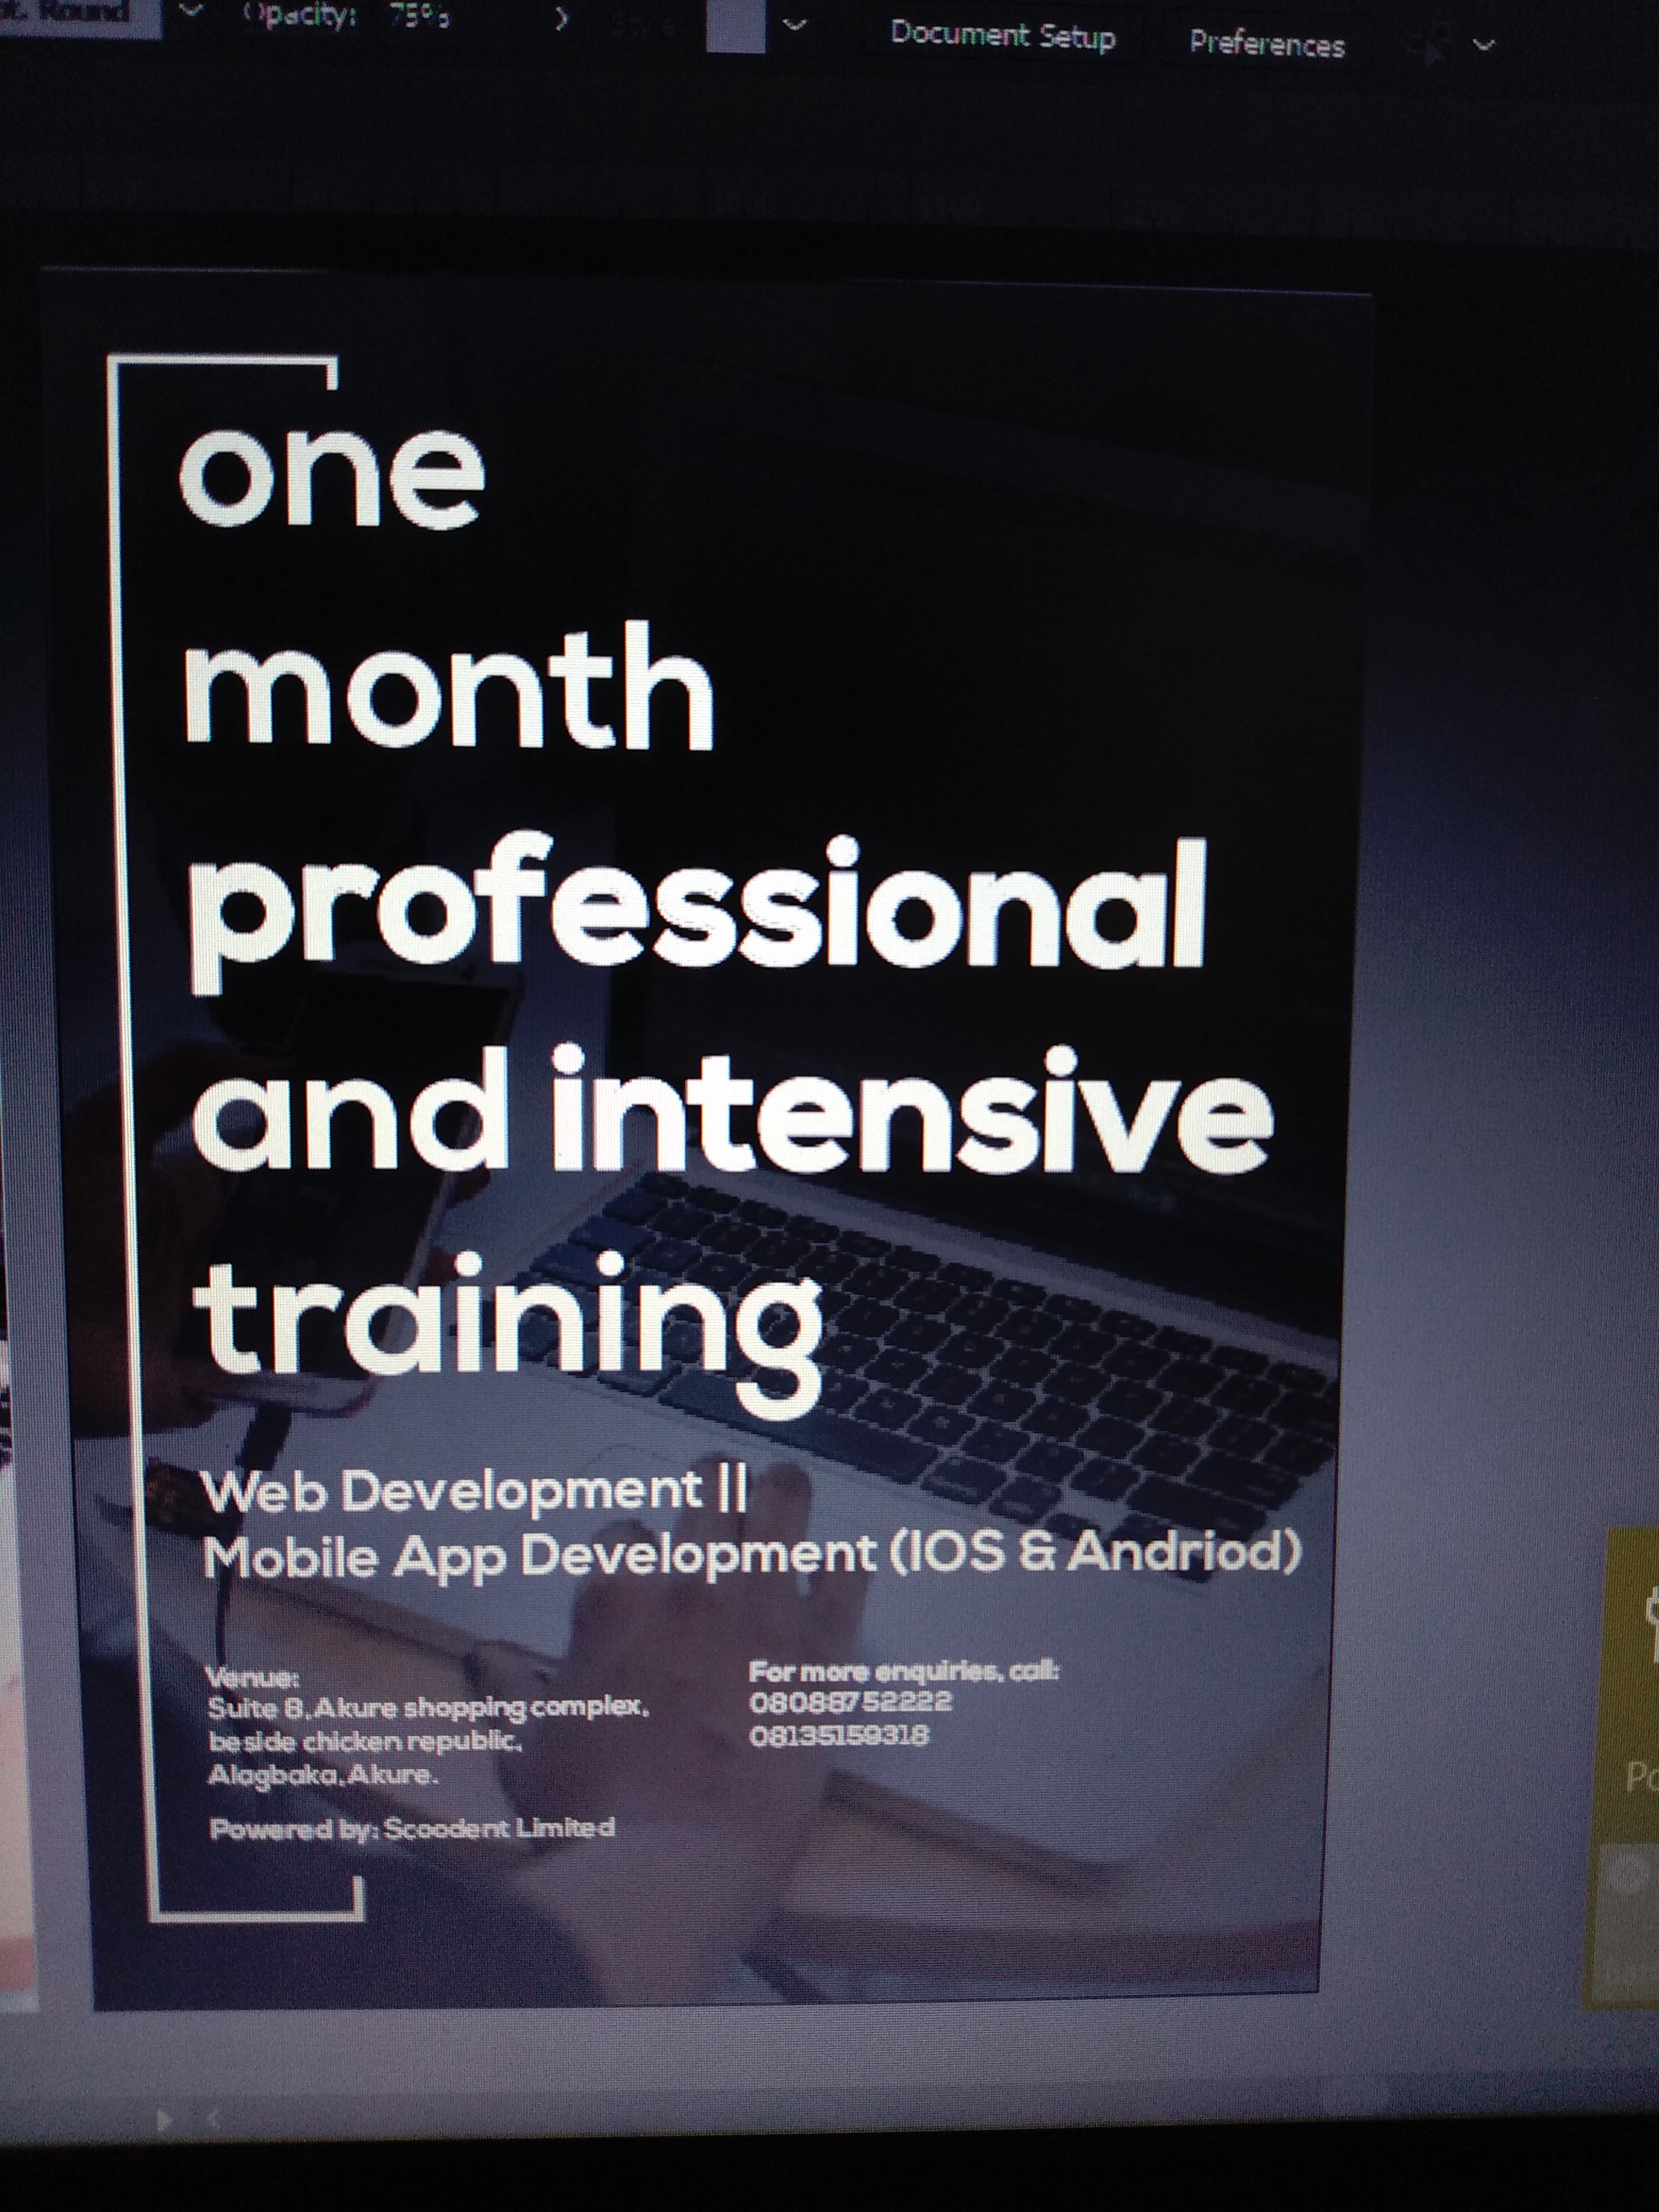 Round
Opacity: 75%
Document Setup
Preferences
one
month
professional
and intensive
training
Web Development ||
Mobile App Development (IOS & Andriod)
Venue:
Suite 8, Akure shopping complex,
beside chicken republic,
Alagbaka, Akure.
Powered by: Scoodent Limited
For more enquiries, call:
08088752222
08135159318